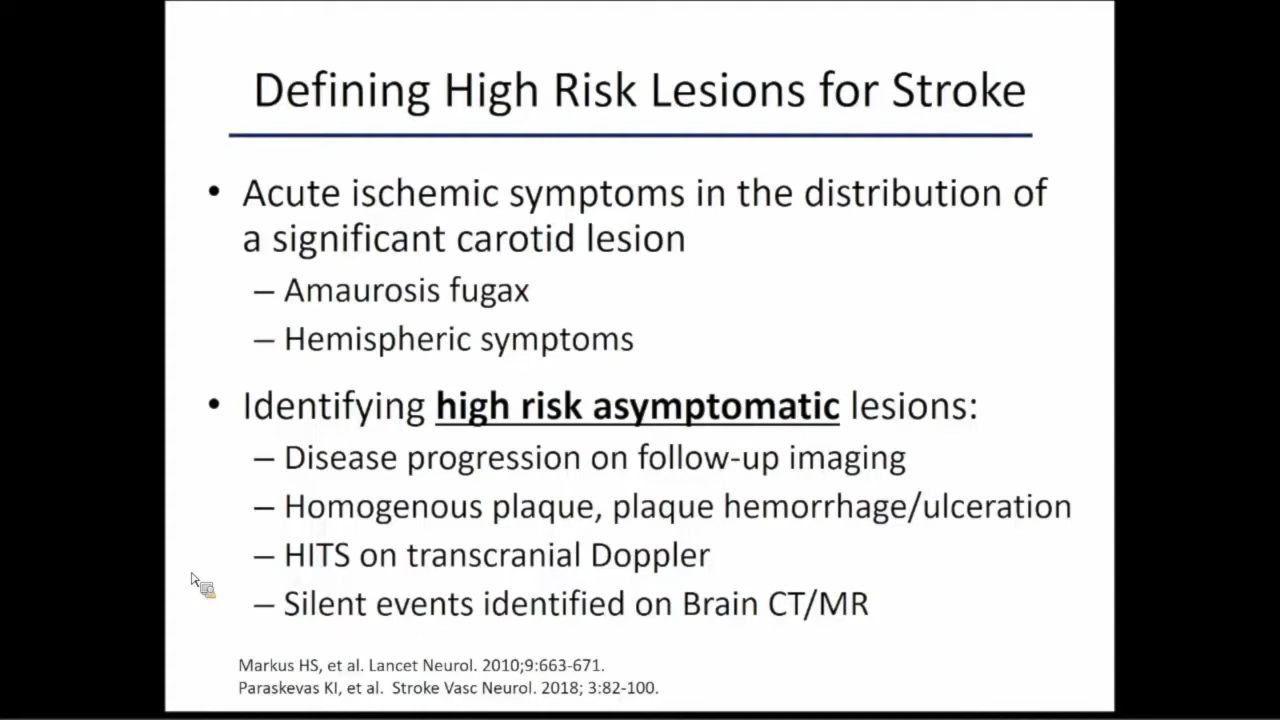 Defining High Risk Lesions for Stroke
• Acute ischemic symptoms in the distribution of
a significant carotid lesion
– Amaurosis fugax
– Hemispheric symptoms
• Identifying high risk asymptomatic lesions:
– Disease progression on follow-up imaging
– Homogenous plaque, plaque hemorrhage/ulceration
– HITS on transcranial Doppler
– Silent events identified on Brain CT/MR
Markus HS, et al. Lancet Neurol. 2010;9:663-671.
Paraskevas KI, et al.  Stroke Vasc Neurol. 2018; 3:82-100.